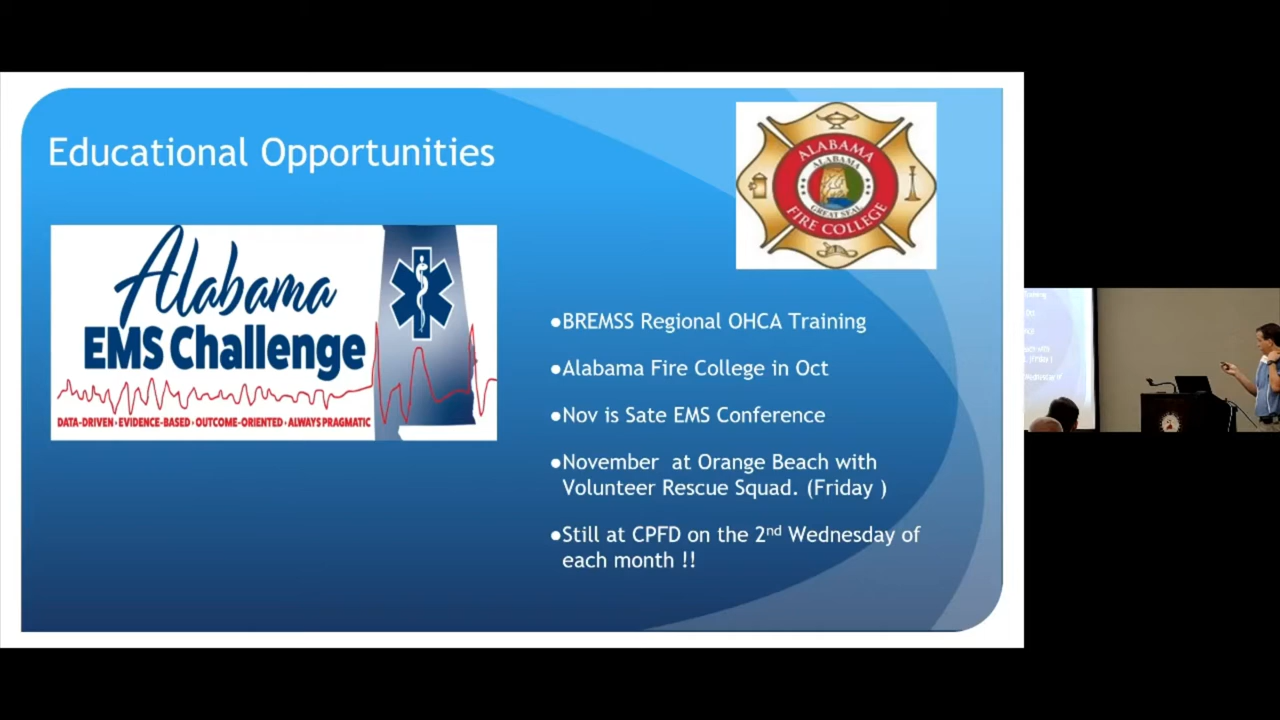 Educational Opportunities
ALABAMA
ALABAMA
GREAT SEAL
FIRE COLLEGE
Alabama
EMS Challenge
DATA-DRIVEN • EVIDENCE-BASED • OUTCOME-ORIENTED • ALWAYS PRAGMATIC
●BREMSS Regional OHCA Training
●Alabama Fire College in Oct
●Nov is Sate EMS Conference
●November at Orange Beach with
Volunteer Rescue Squad. (Friday )
●Still at CPFD on the 2nd Wednesday of
each month !!